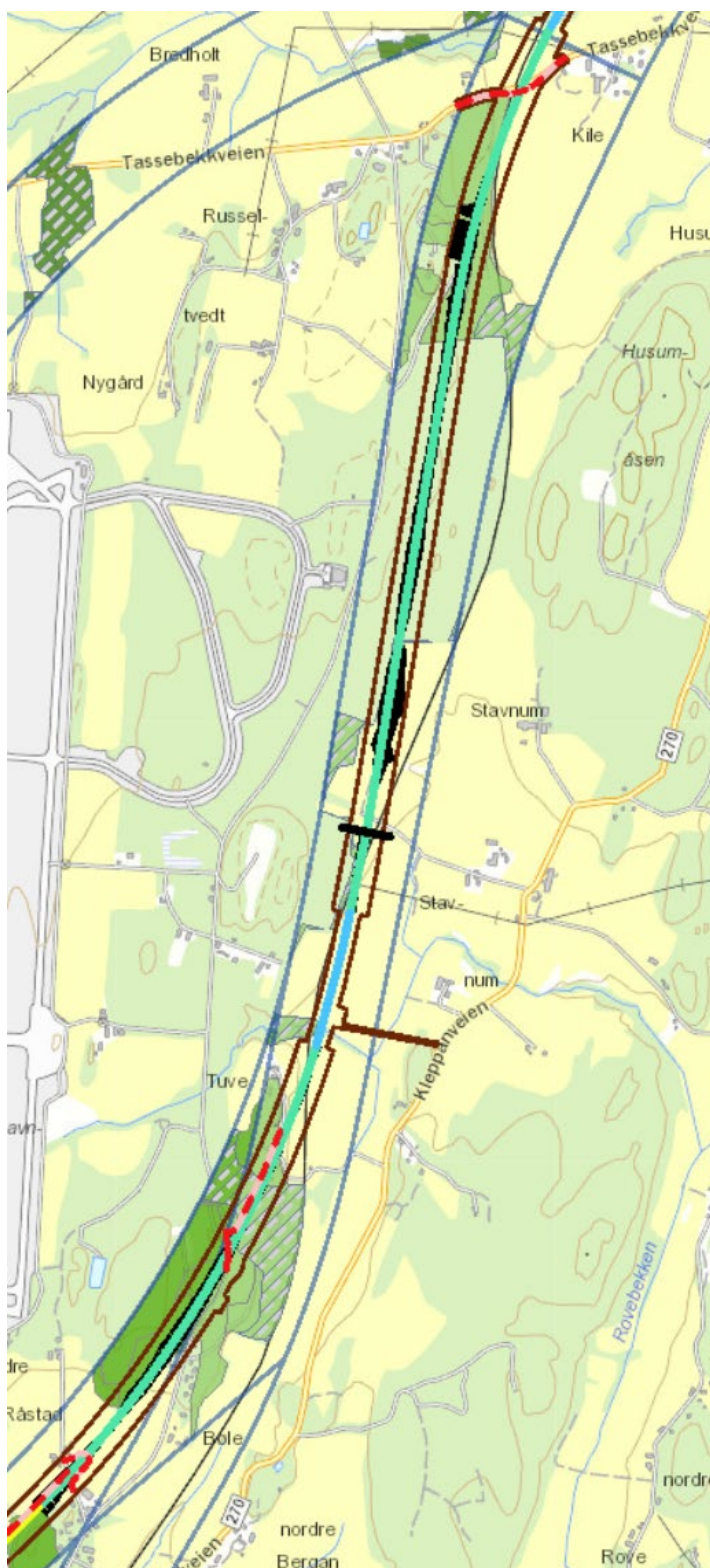 Bredholt
Tassebekkve
Kile
Tassebekkveien
Russel-
Husu
tvedt
Husum-
Nygård
åsen
Stavnum
270
Stav-
num
Kleppanveien
Tuve
avn-
Rovebekken
dre
Råstad
Bøle
270
nordre
nordre
veien
Bergan
Rove